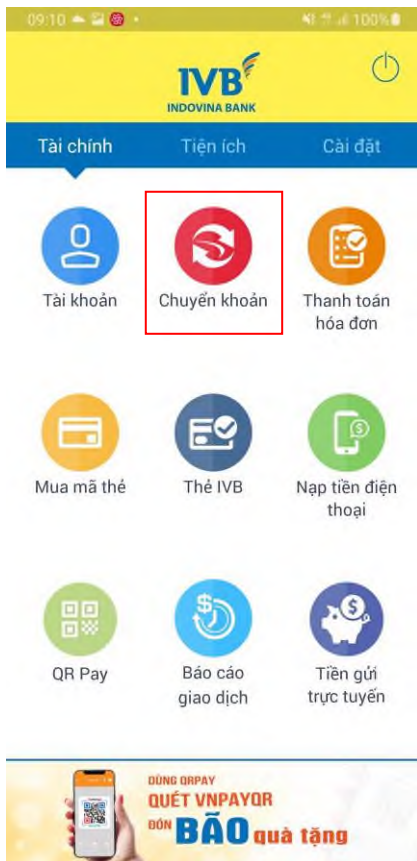 09:10
100%
IVB
INDOVINA BANK
Tài chính
Tiện ích
Cài đặt
Tài khoản
Chuyển khoản
Thanh toán
hóa đơn
Mua mã thẻ
Thẻ IVB
Nạp tiền điện
thoại
QR Pay
Báo cáo
giao dịch
Tiền gửi
trực tuyến
DÙNG QRPAY
QUÉT VNPAYQR
ĐÓN BÃO quà tặng